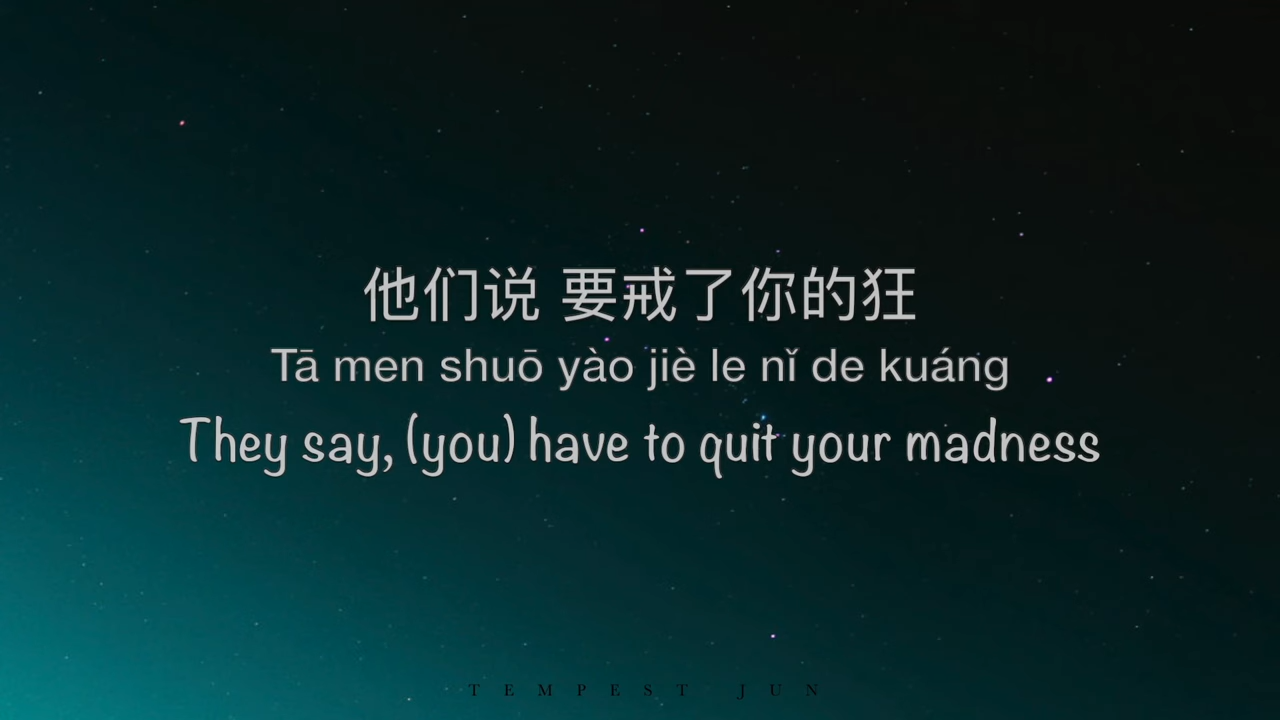 他们说 要戒了你的狂
Tā men shuō yào jiè le nǐ de kuáng
They say, (you) have to quit your madness
TEMPEST JUN